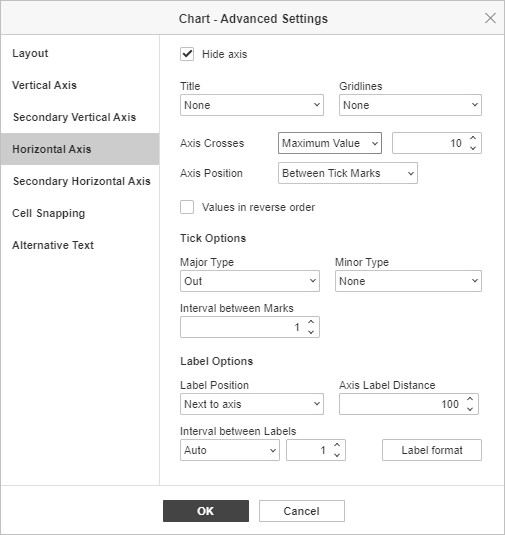 Chart - Advanced Settings
Layout
Vertical Axis
Secondary Vertical Axis
Horizontal Axis
Secondary Horizontal Axis
Cell Snapping
Alternative Text
Hide axis
Title Gridlines
None None
Axis Crosses Maximum Value 10
Axis Position Between Tick Marks
Values in reverse order
Tick Options
Major Type Minor Type
Out None
Interval between Marks
1
Label Options
Label Position Axis Label Distance
Next to axis 100
Interval between Labels
Auto 1 Label format
OK Cancel